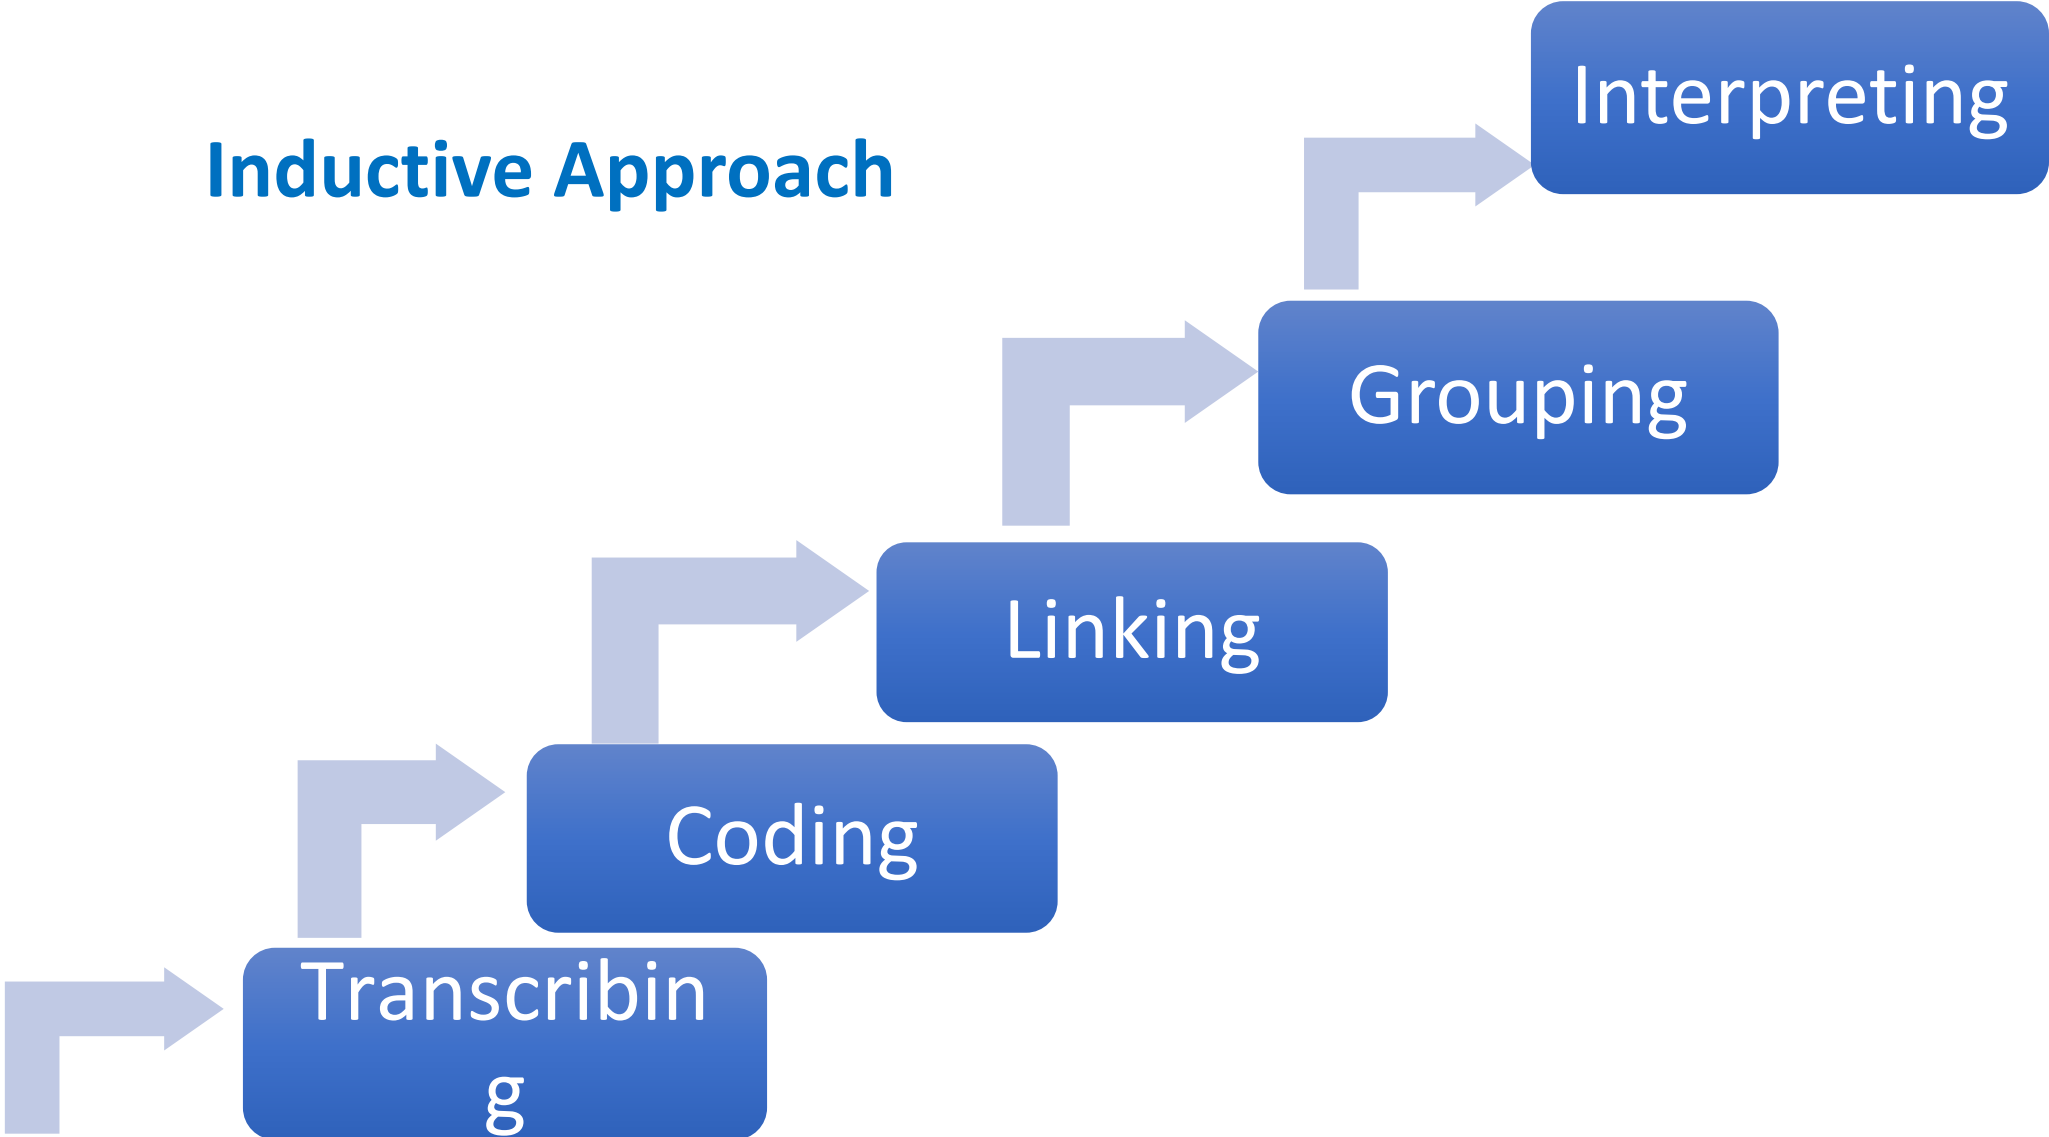 Interpreting
Inductive Approach
Grouping
Linking
Coding
Transcribin
g